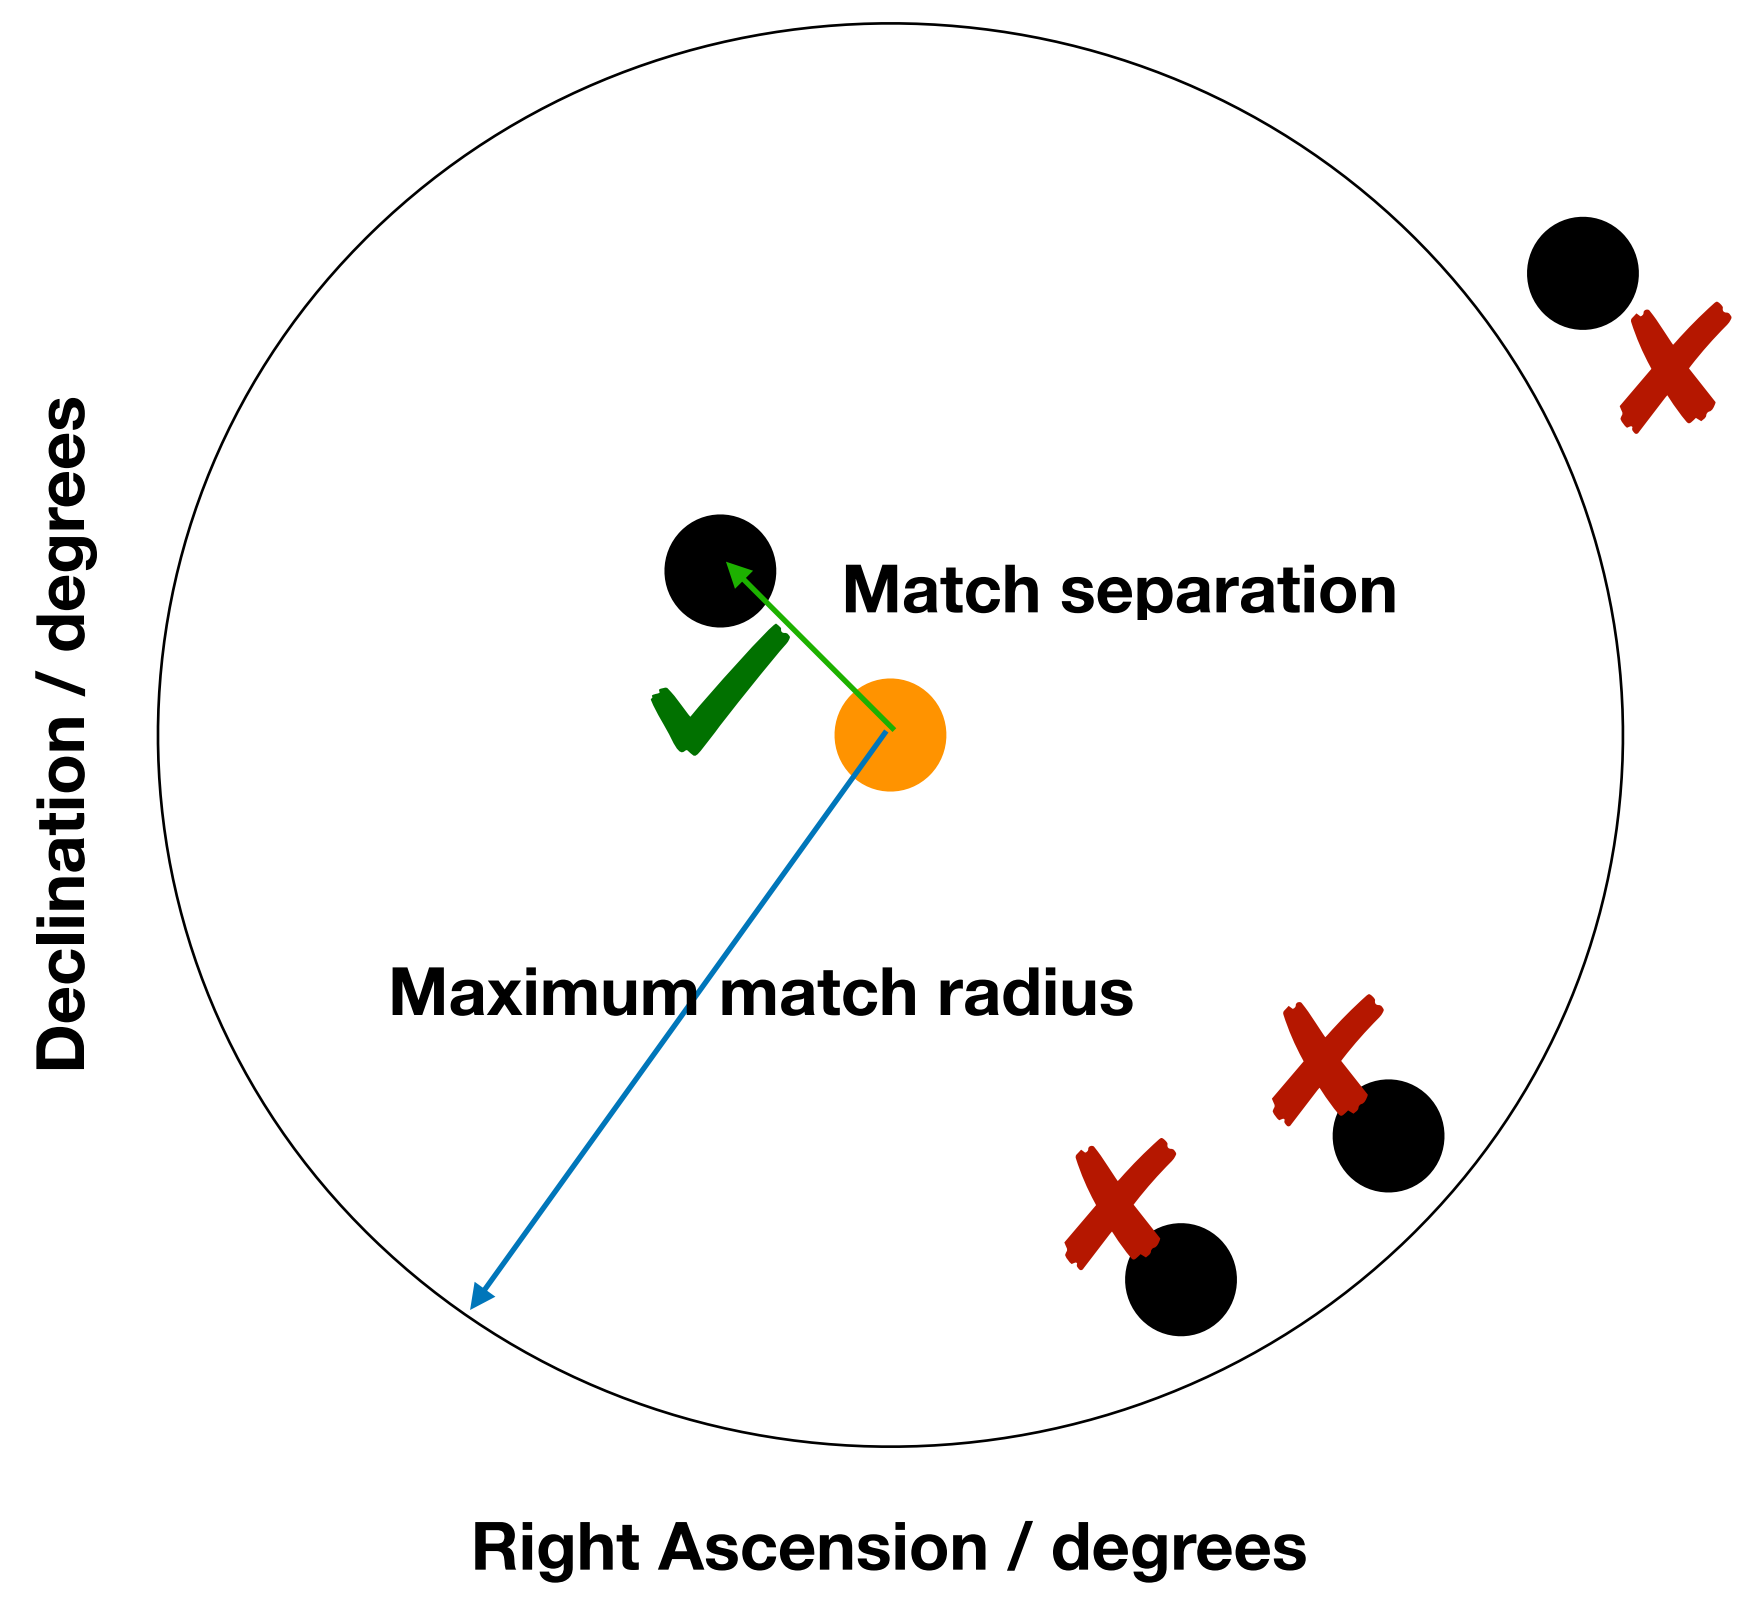 Declination / degrees
Match separation
Maximum match radius
Right Ascension / degrees